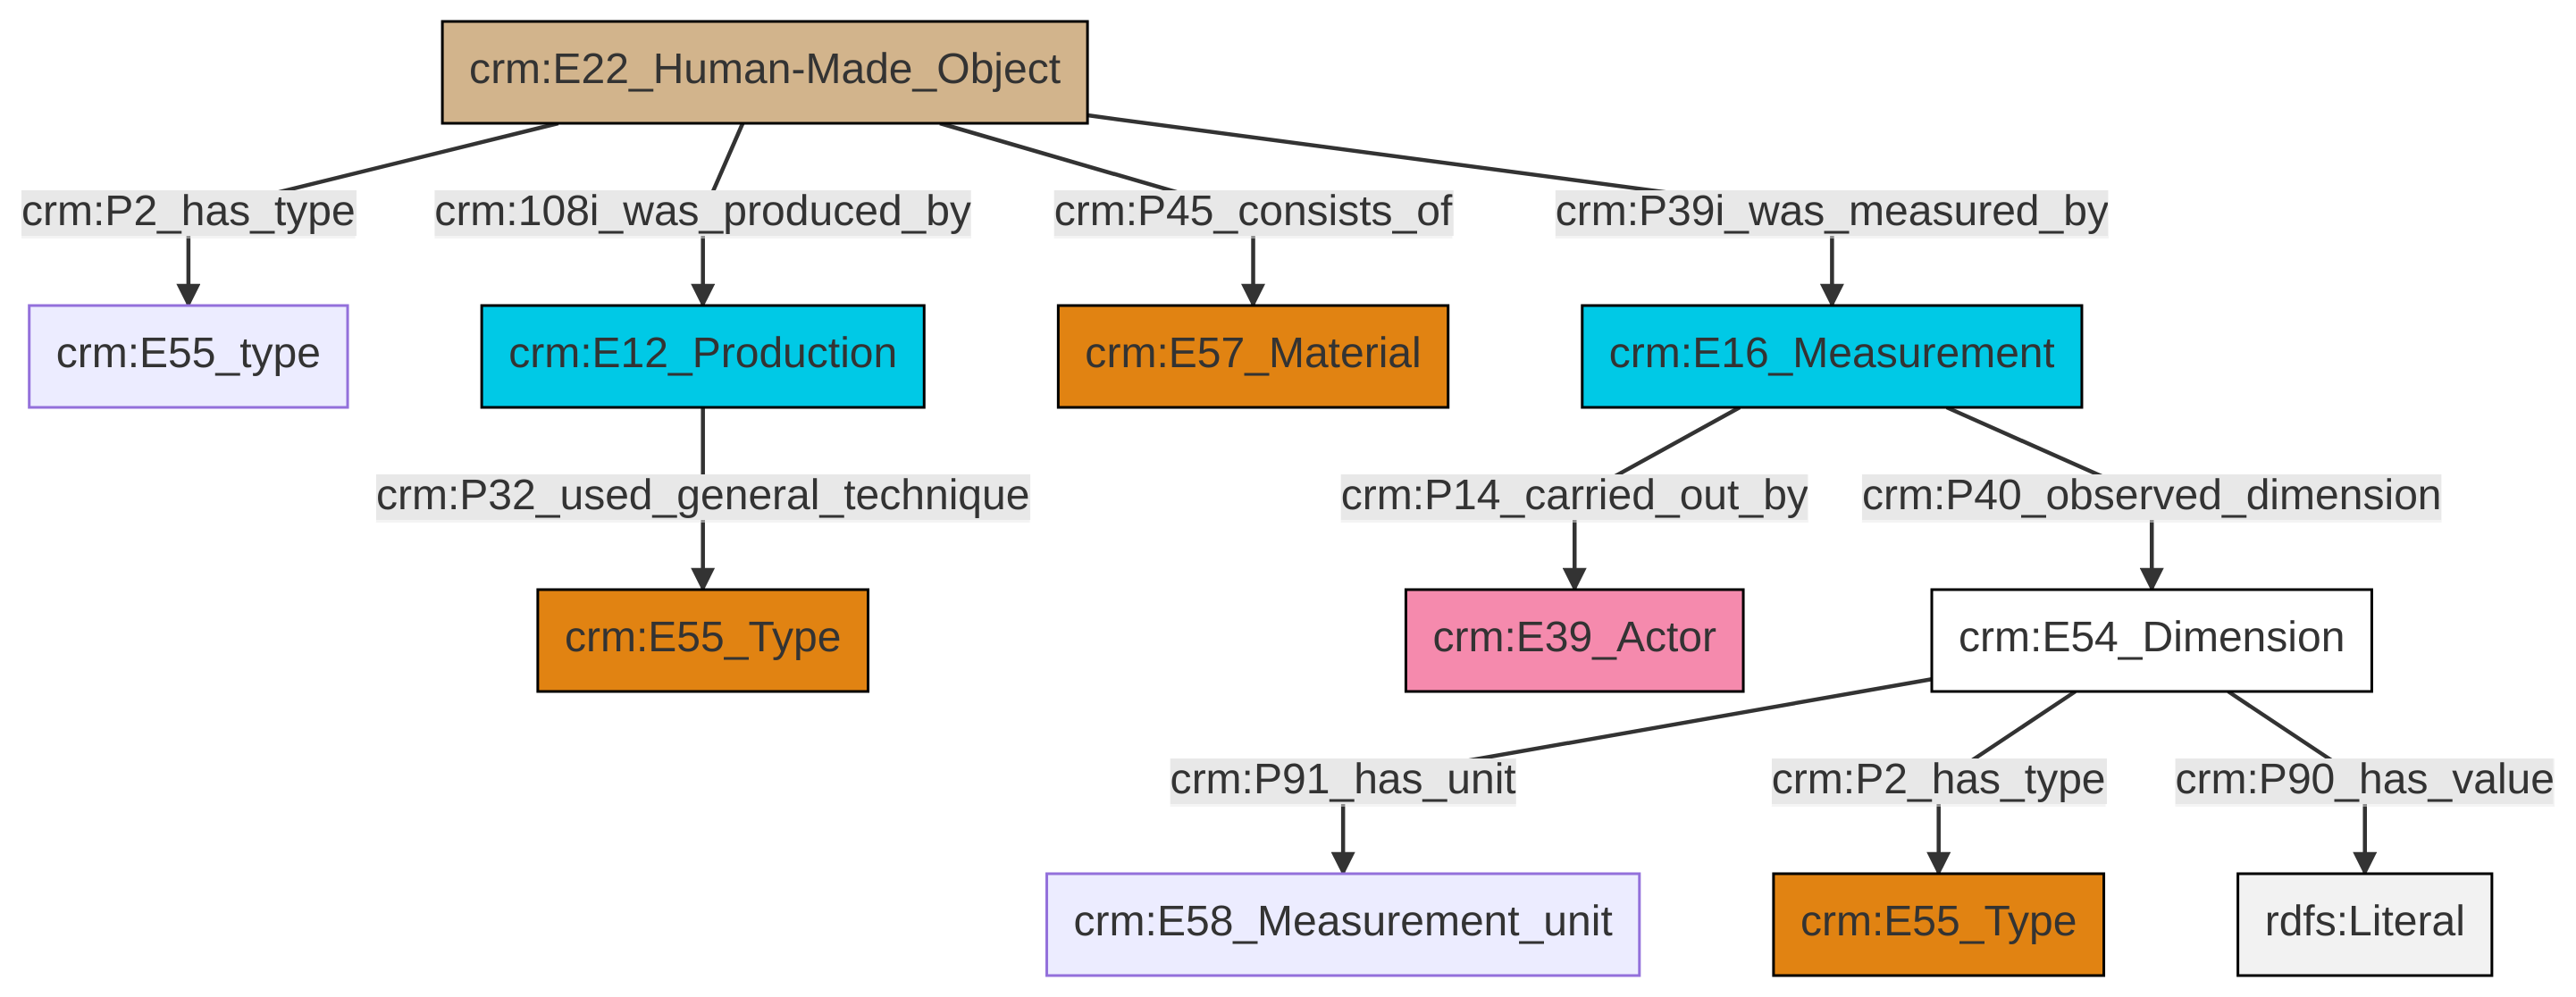 crm:E22_Human-Made_Object
crm:P2_has_type
crm:108i_was_produced_by
crm:P45_consists_of
crm:P39i_was_measured_by
crm:E55_type
crm:E12_Production
crm:E57_Material
crm:E16_Measurement
crm:P32_used_general_technique
crm:P14_carried_out_by
crm:P40_observed_dimension
crm:E55_Type
crm:E39_Actor
crm:E54_Dimension
crm:P91_has_unit
crm:P2_has_type
crm:P90_has_value
crm:E58_Measurement_unit
crm:E55_Type
rdfs:Literal